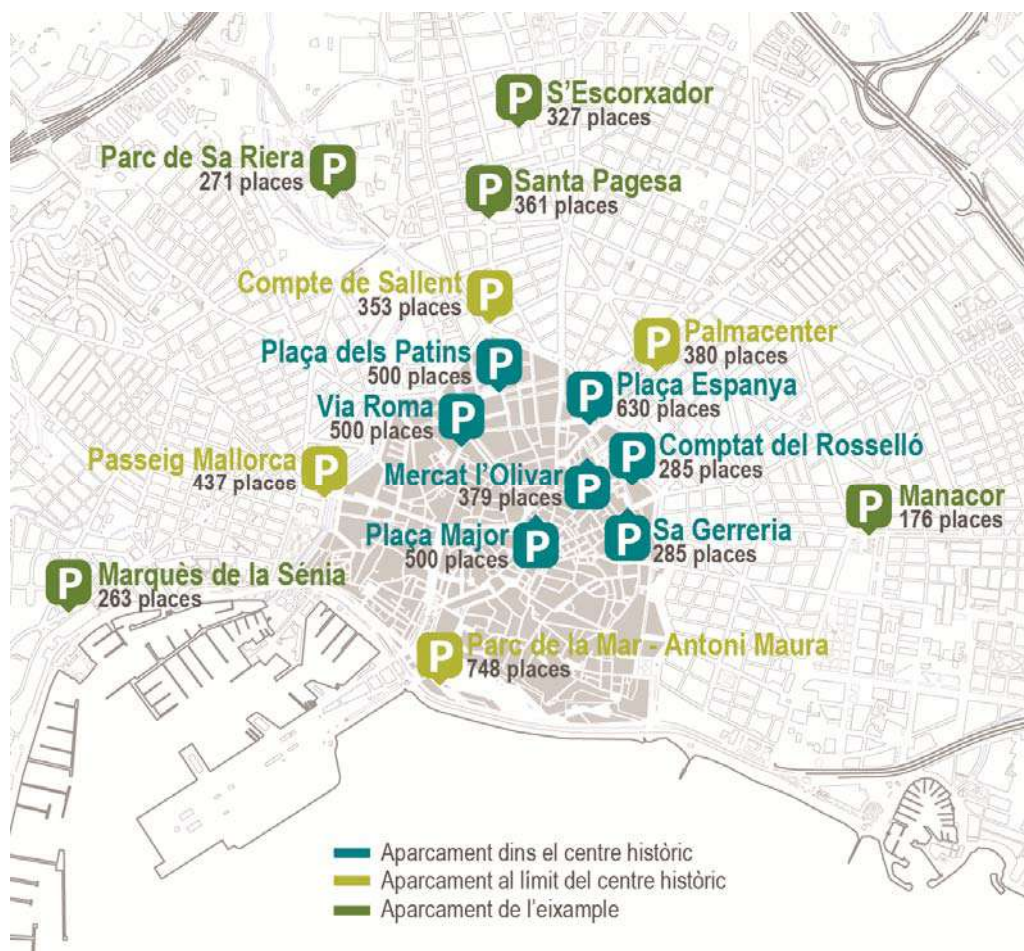 S'Escorxador
327 places
Parc de Sa Riera
271 places
Santa Pagesa
361 places
Compte de Sallent
353 places
Palmacenter
380 places
Plaça dels Patins
500 places
Plaça Espanya
630 places
Via Roma
500 places
Comptat del Rosselló
285 places
Passeig Mallorca
437 places
Mercat l'Olivar
379 places
Manacor
176 places
Plaça Major
500 places
Sa Gerreria
285 places
Marquès de la Sénia
263 places
Parc de la Mar - Antoni Maura
748 places
Aparcament dins el centre històric
Aparcament al límit del centre històric
Aparcament de l'eixample